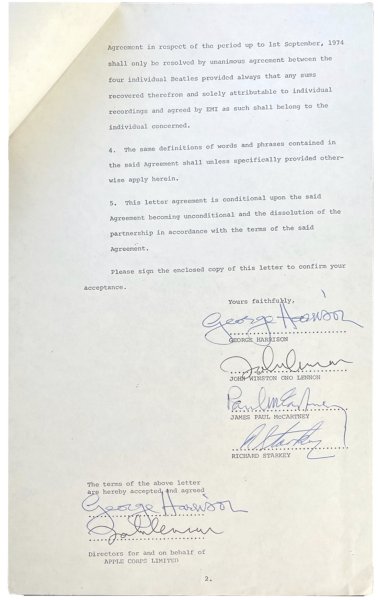 Agreement in respect of the period up to 1st September, 1974
shall only be resolved by unanimous agreement between the
four individual Beatles provided always that any sums
recovered therefrom and solely attributable to individual
recordings and agreed by EMI as such shall belong to the
individual concerned.
4. The same definitions of words and phrases contained in
the said Agreement shall unless specifically provided other-
wise apply herein.
5. This letter agreement is conditional upon the said
Agreement becoming unconditional and the dissolution of the
partnership in accordance with the terms of the said
Agreement.
Please sign the enclosed copy of this letter to confirm your
acceptance.
Yours faithfully,
George Harrison
GEORGE HARRISON
John Lennon
JOHN WINSTON ONO LENNON
Paul McCartney
JAMES PAUL McCARTNEY
R Starkey
RICHARD STARKEY
The terms of the above letter
are hereby accepted and agreed
George Harrison
John Lennon
Directors for and on behalf of
APPLE CORPS LIMITED
2.